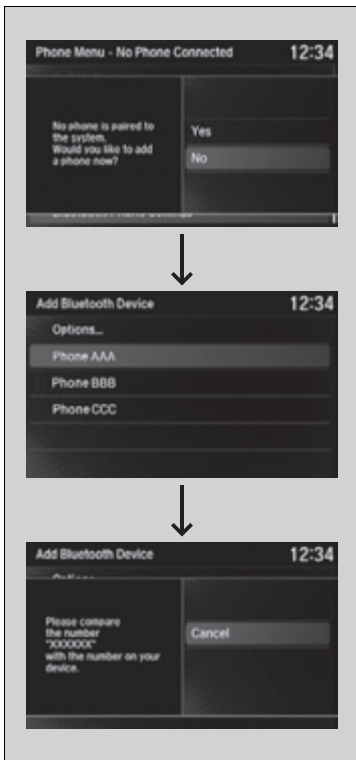 Phone Menu - No Phone Connected 12:34
No phone is paired to
the system.
Would you like to add
a phone now?
Yes
No
Add Bluetooth Device 12:34
Options...
Phone AAA
Phone BBB
Phone CCC
Add Bluetooth Device 12:34
Please compare
the number
"XXXXXX"
with the number on your
device.
Cancel